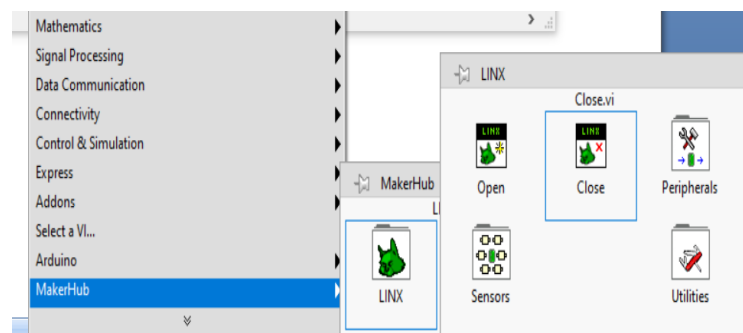 Mathematics
Signal Processing
Data Communication
Connectivity
Control & Simulation
Express
Addons
Select a VI...
Arduino
MakerHub
MakerHub
LI
LINX
LINX
Close.vi
LINX
LINX
Open
Close
Peripherals
Sensors
Utilities